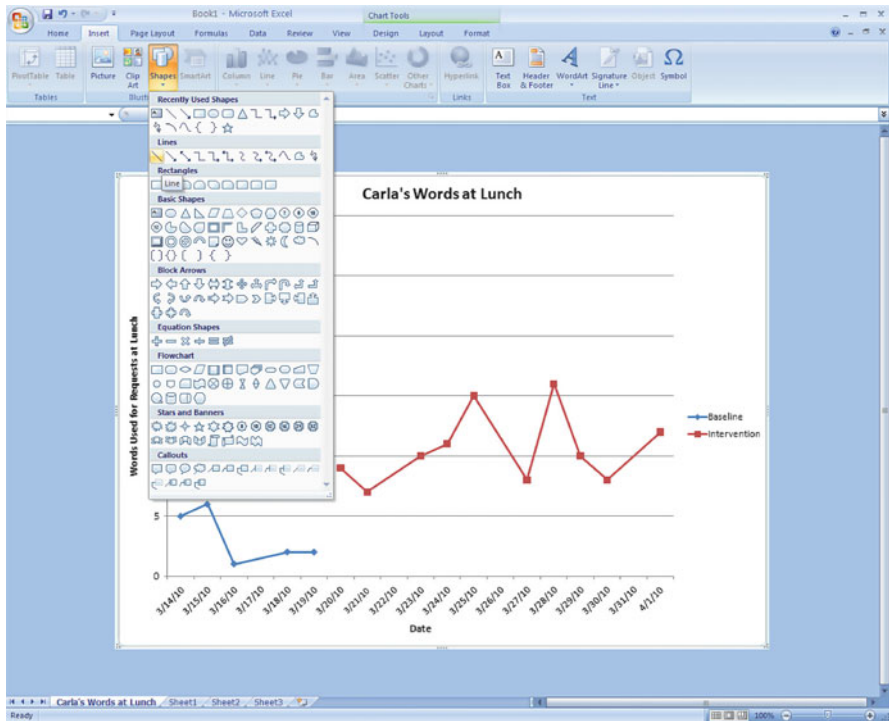 Book1 - Microsoft Excel
Chart Tools
Home Insert Page Layout Formulas Data Review View Design Layout Format
PivotTable Table Picture Clip Art Shapes SmartArt Column Line Pie Bar Area Scatter Other Charts Hyperlink Text Box Header & Footer WordArt Signature Line Object Symbol
Tables Illust Links Text
Recently Used Shapes
Lines
Rectangles
Line
Basic Shapes
Block Arrows
Equation Shapes
Flowchart
Stars and Banners
Callouts
Carla's Words at Lunch
Words Used for Requests at Lunch
Baseline
Intervention
5
0
3/14/10 3/15/10 3/16/10 3/17/10 3/18/10 3/19/10 3/20/10 3/21/10 3/22/10 3/23/10 3/24/10 3/25/10 3/26/10 3/27/10 3/28/10 3/29/10 3/30/10 3/31/10 4/1/10
Date
Carla's Words at Lunch Sheet1 Sheet2 Sheet3
Ready
100%